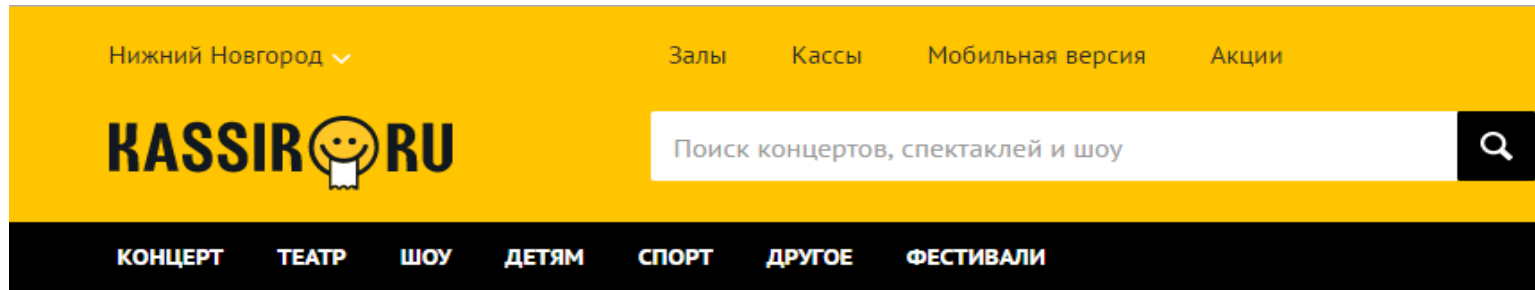 Нижний Новгород
Залы Кассы Мобильная версия Акции
KASSIR RU
Поиск концертов, спектаклей и шоу
КОНЦЕРТ ТЕАТР ШОУ ДЕТЯМ СПОРТ ДРУГОЕ ФЕСТИВАЛИ